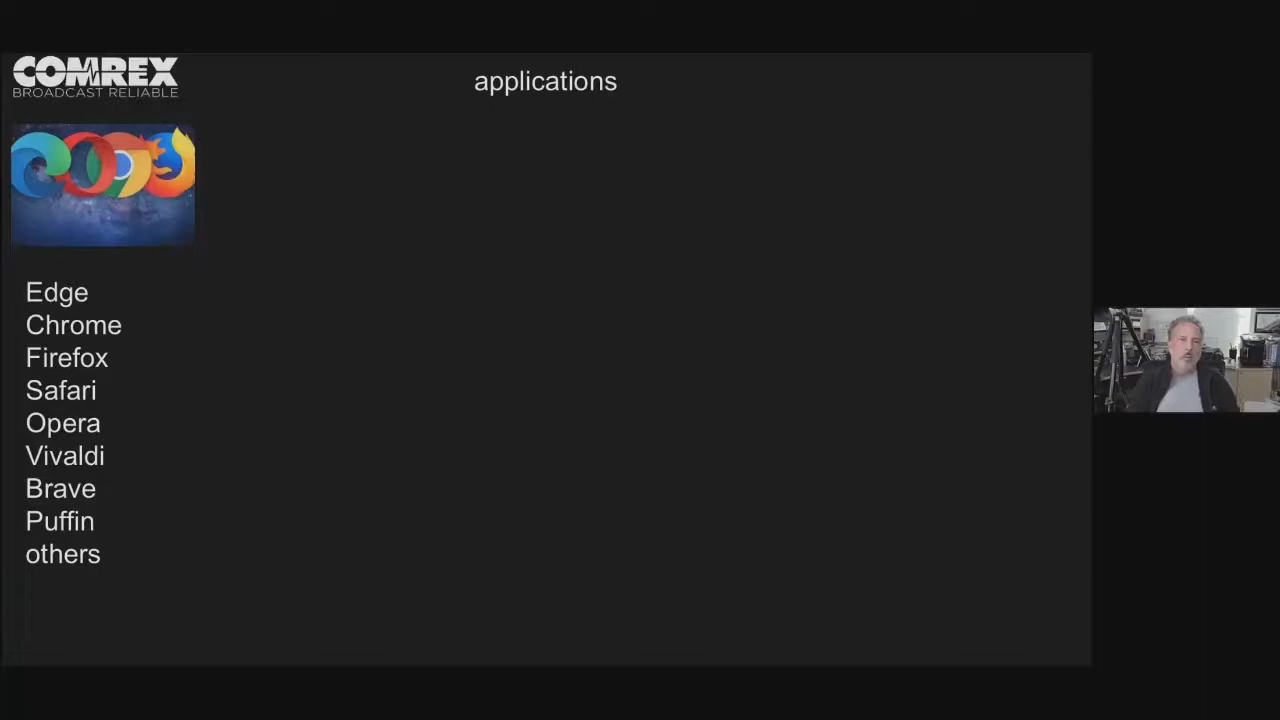 COMREX
BROADCAST RELIABLE
applications
Edge
Chrome
Firefox
Safari
Opera
Vivaldi
Brave
Puffin
others